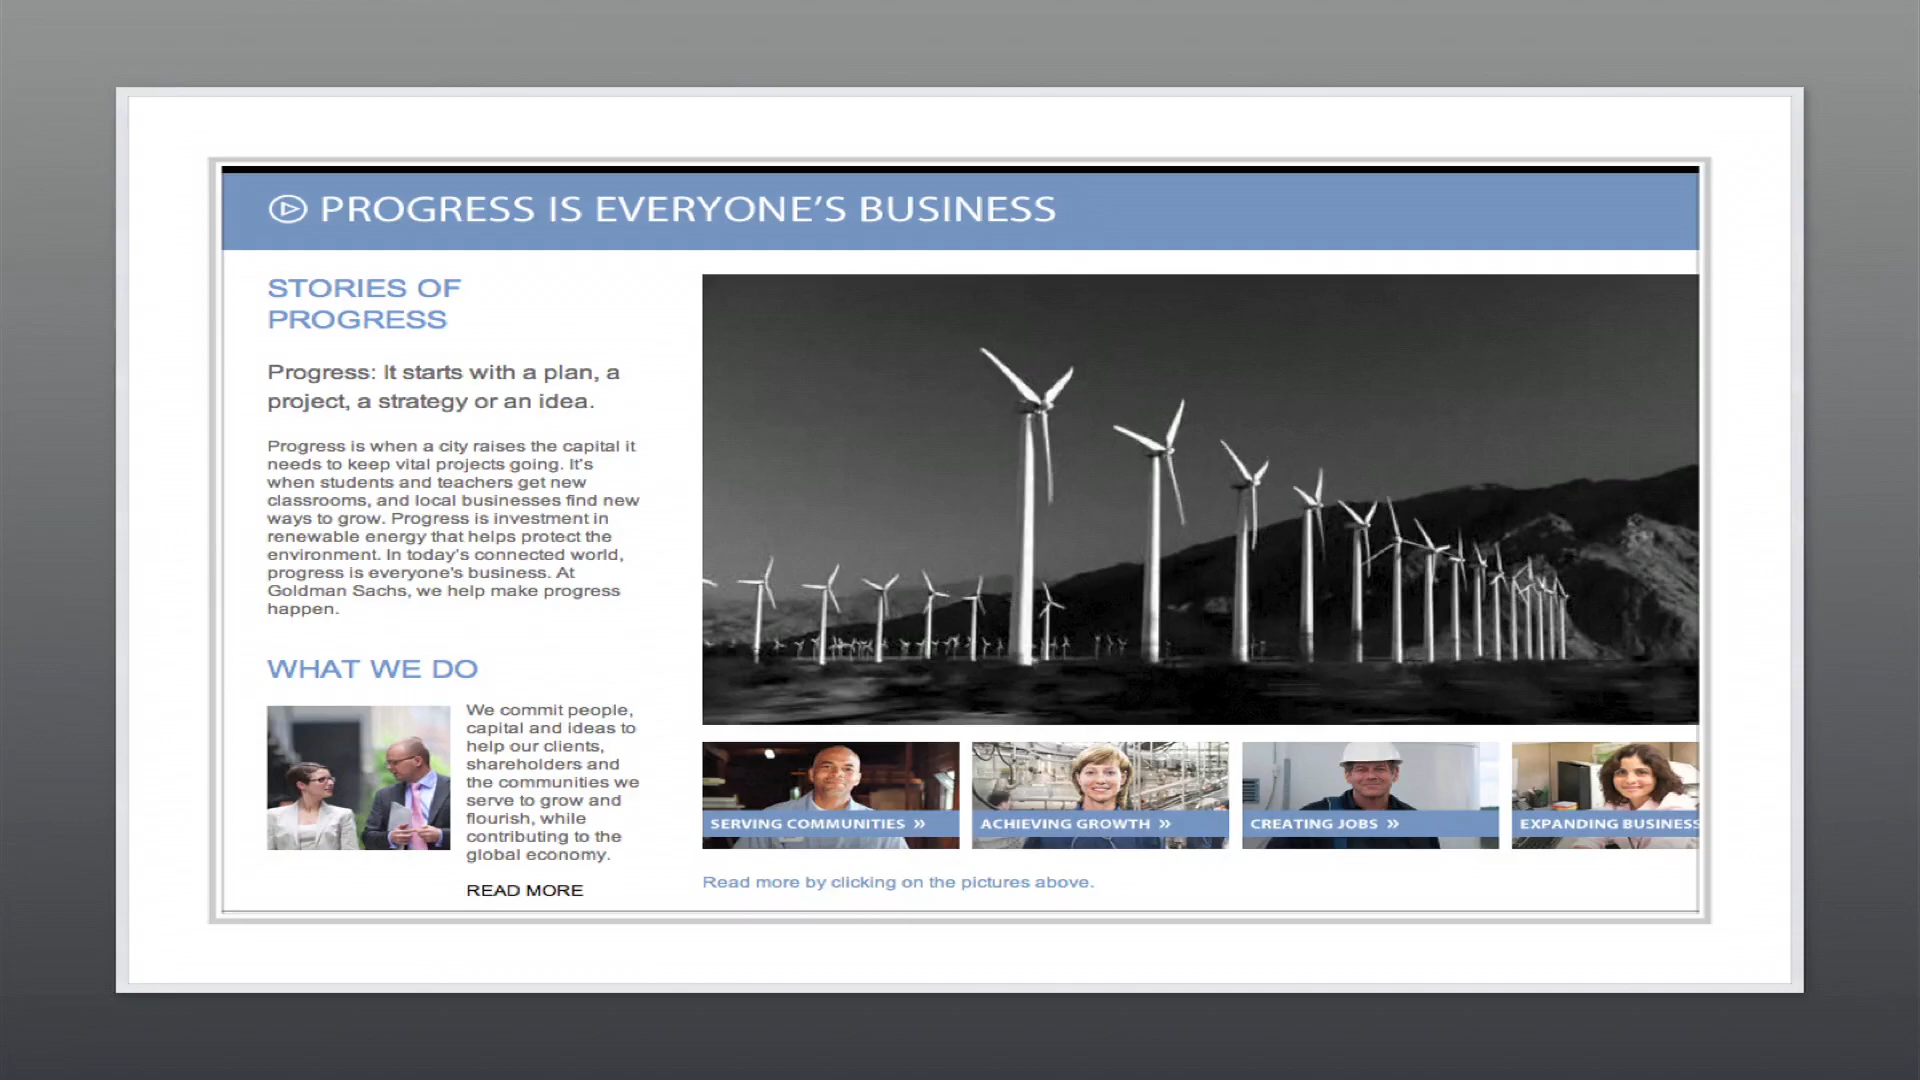 PROGRESS IS EVERYONE'S BUSINESS
STORIES OF
PROGRESS
Progress: It starts with a plan, a
project, a strategy or an idea.
Progress is when a city raises the capital it
needs to keep vital projects going. It's
when students and teachers get new
classrooms, and local businesses find new
ways to grow. Progress is investment in
renewable energy that helps protect the
environment. In today's connected world,
progress is everyone's business. At
Goldman Sachs, we help make progress
happen.
WHAT WE DO
We commit people,
capital and ideas to
help our clients,
shareholders and
the communities we
serve to grow and
flourish, while
contributing to the
global economy.
READ MORE
SERVING COMMUNITIES »
ACHIEVING GROWTH »
CREATING JOBS »
EXPANDING BUSINESS
Read more by clicking on the pictures above.